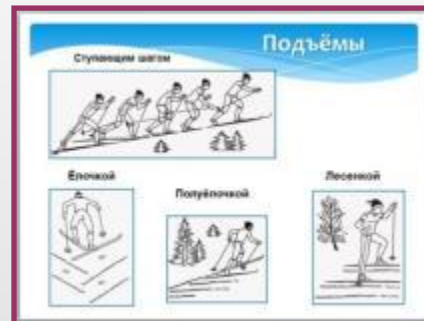 Подъёмы
Ступающим шагом
Ёлочкой
Полуёлочкой
Лесенкой